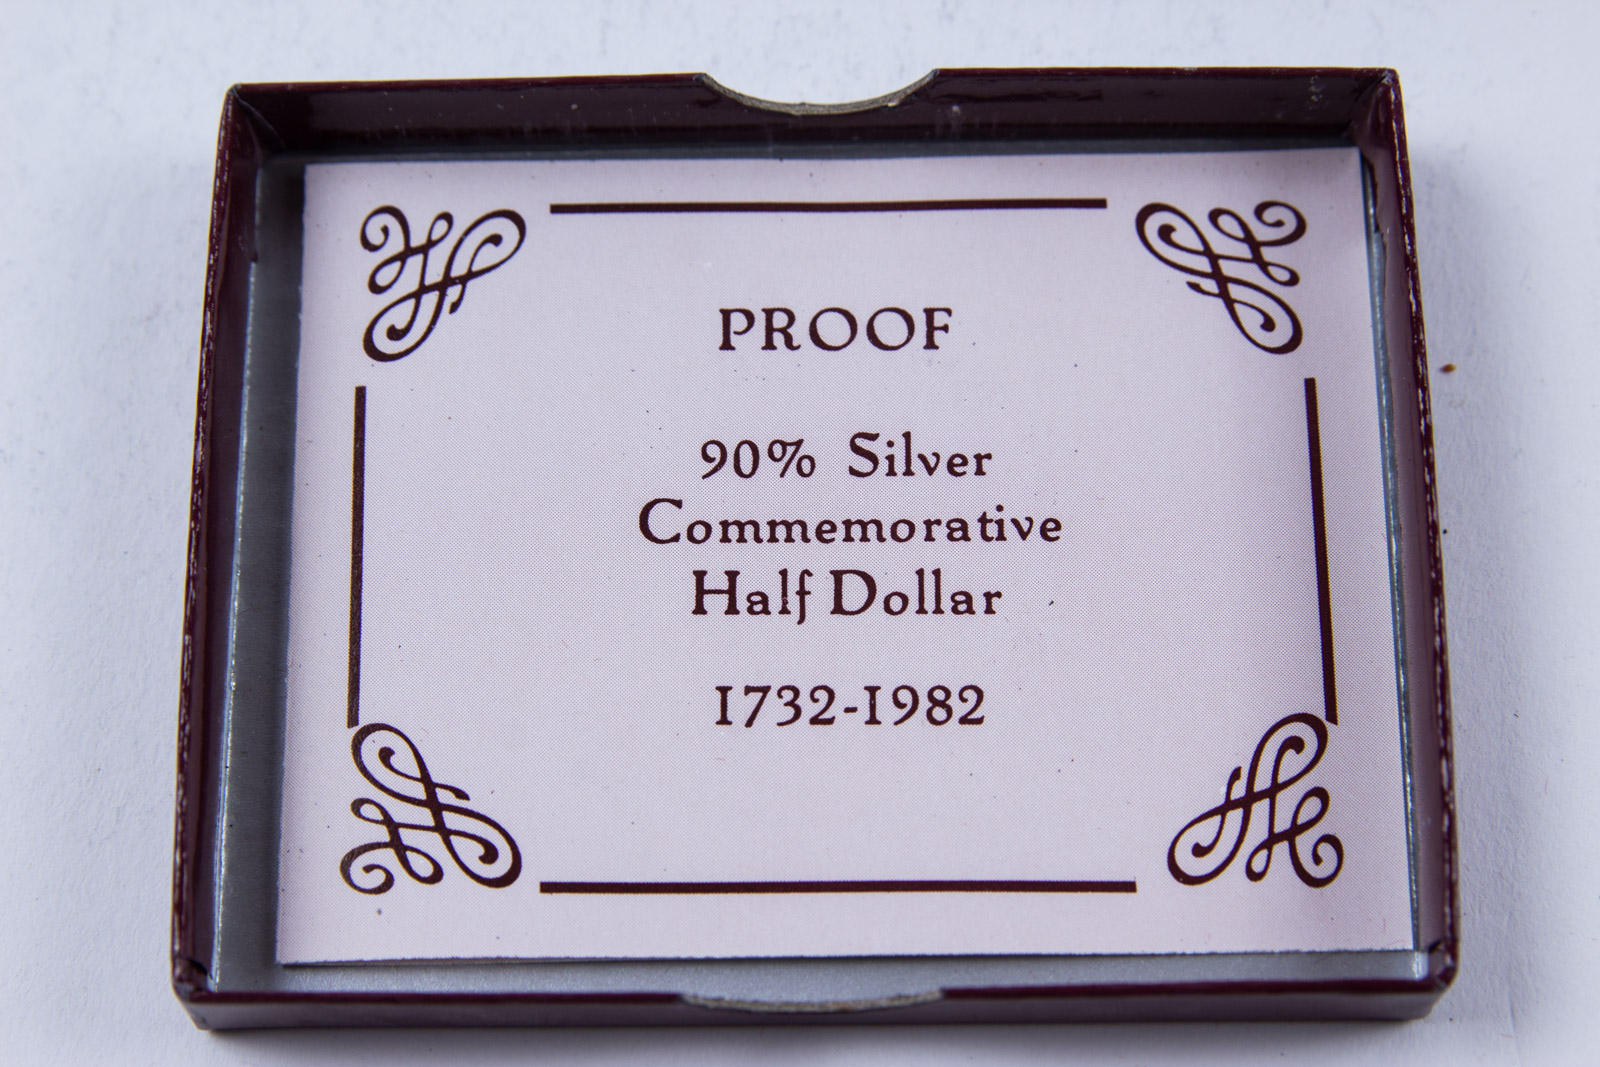 PROOF
90% Silver
Commemorative
Half Dollar
1732-1982